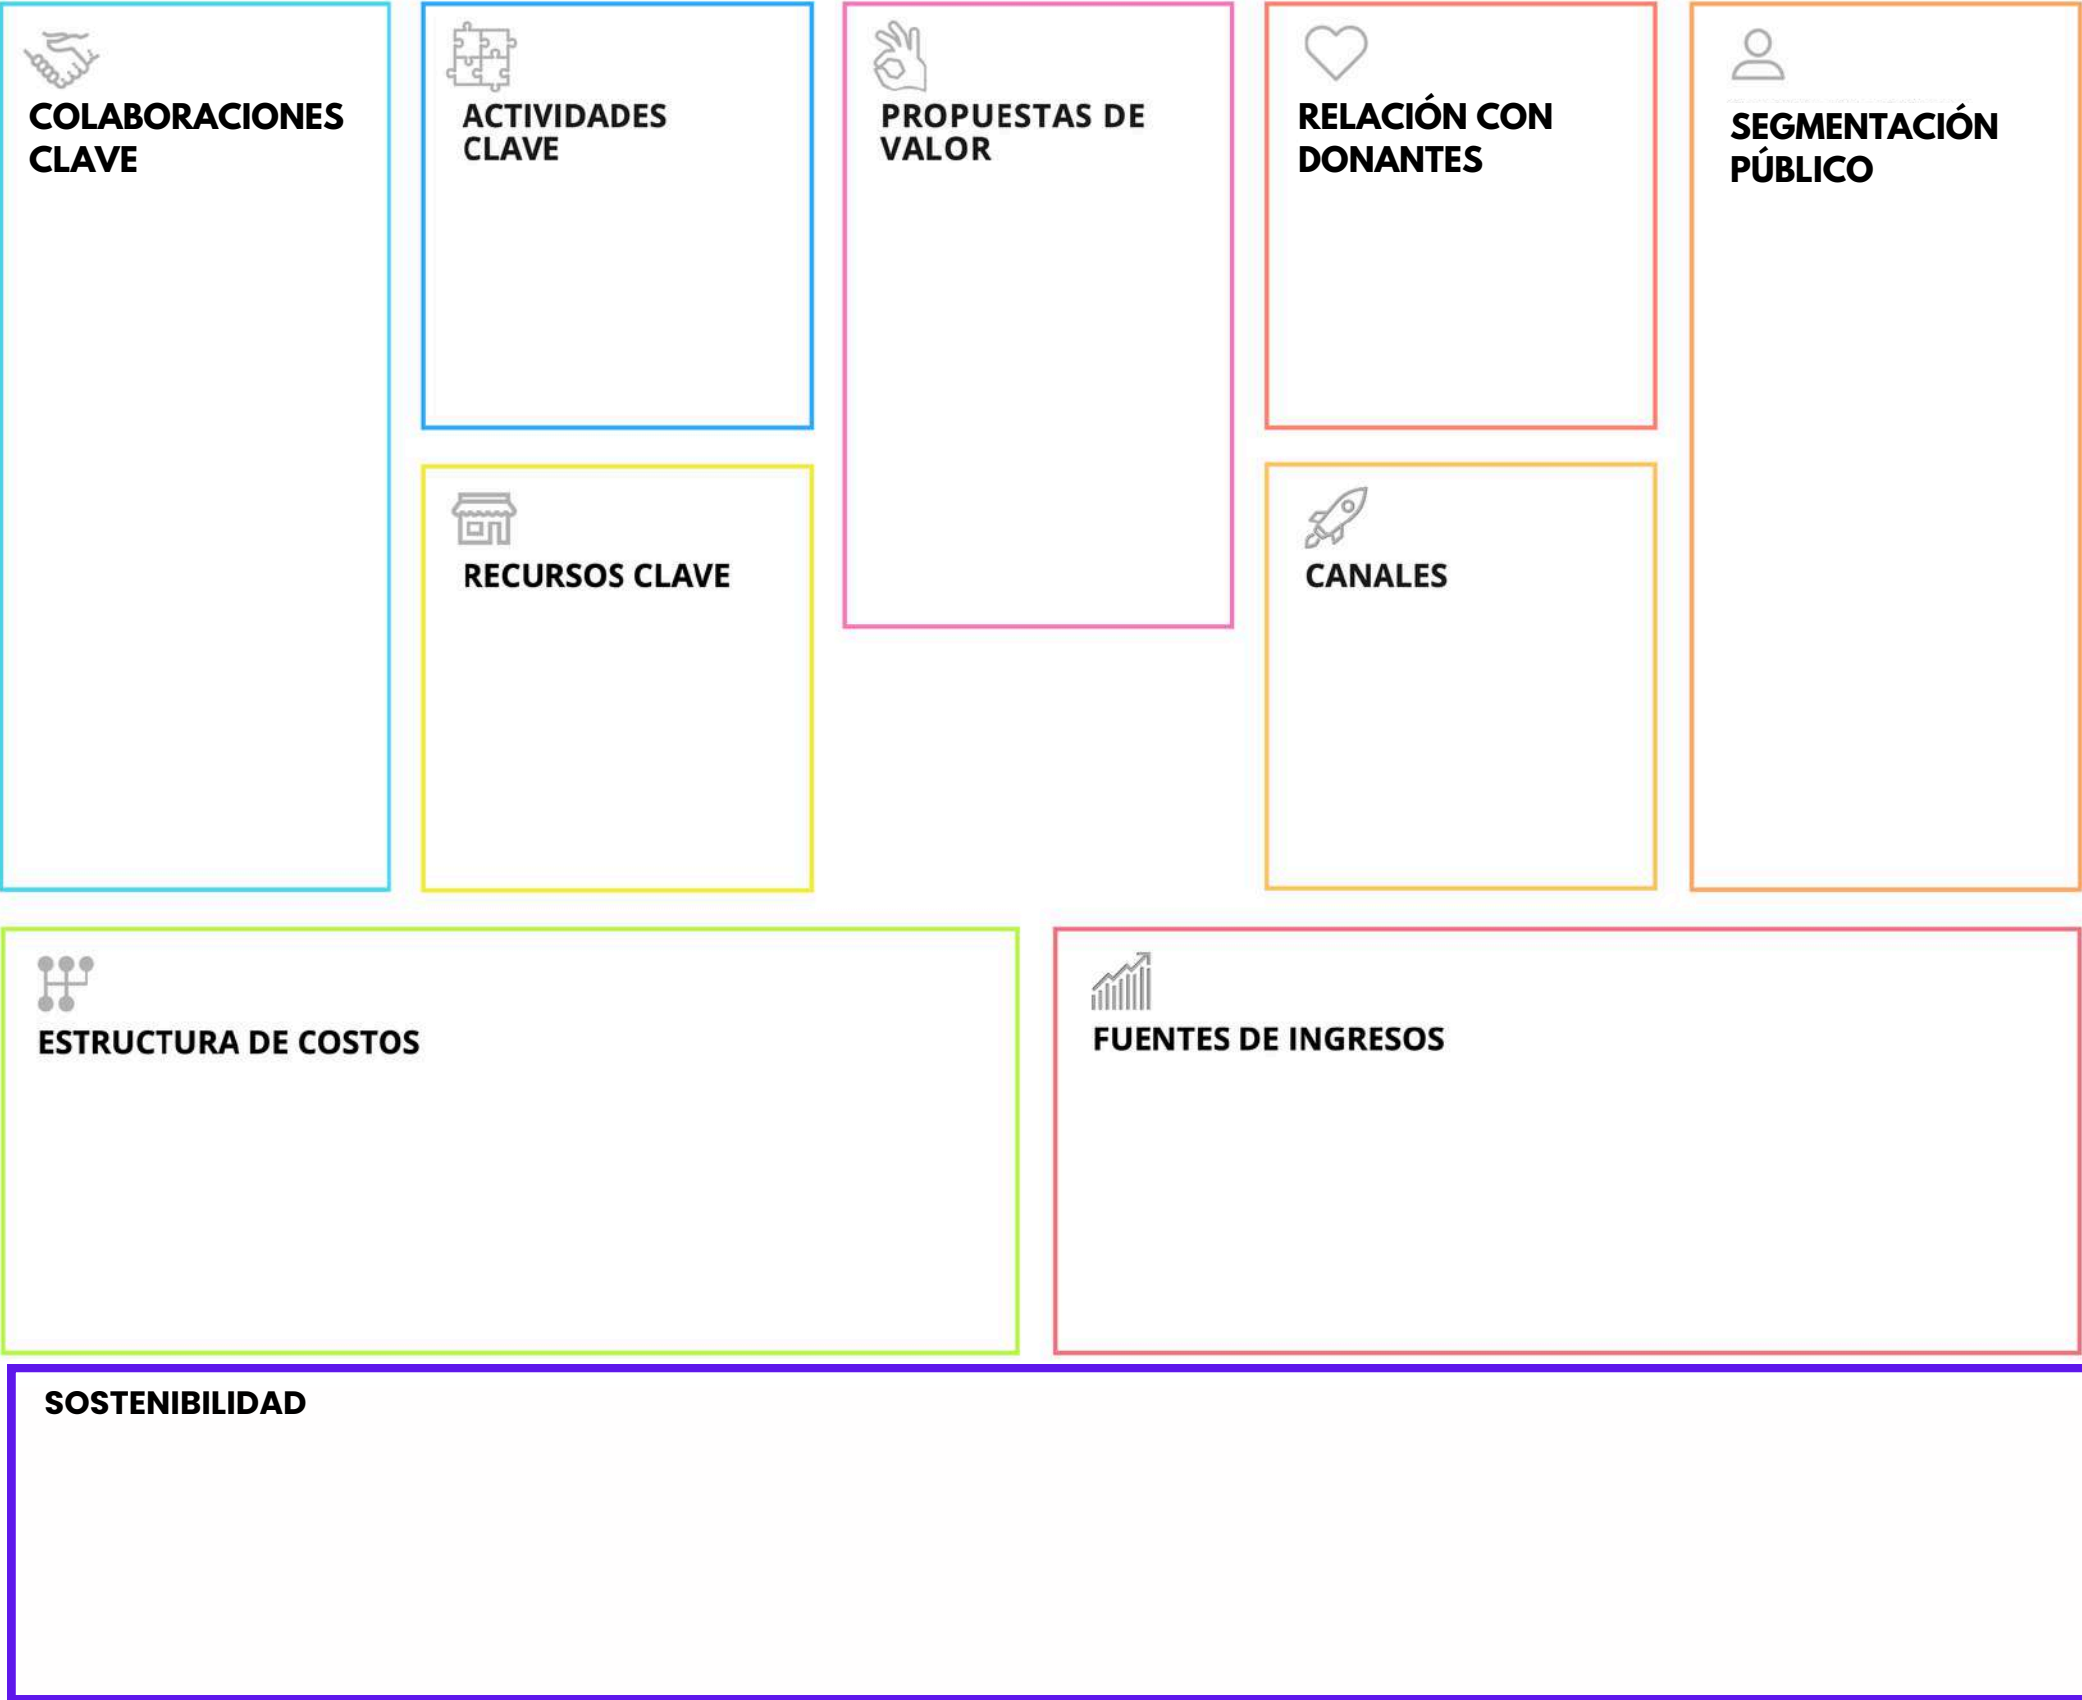 COLABORACIONES
CLAVE
ACTIVIDADES
CLAVE
PROPUESTAS DE
VALOR
RELACIÓN CON
DONANTES
SEGMENTACIÓN
PÚBLICO
RECURSOS CLAVE
CANALES
ESTRUCTURA DE COSTOS
FUENTES DE INGRESOS
SOSTENIBILIDAD